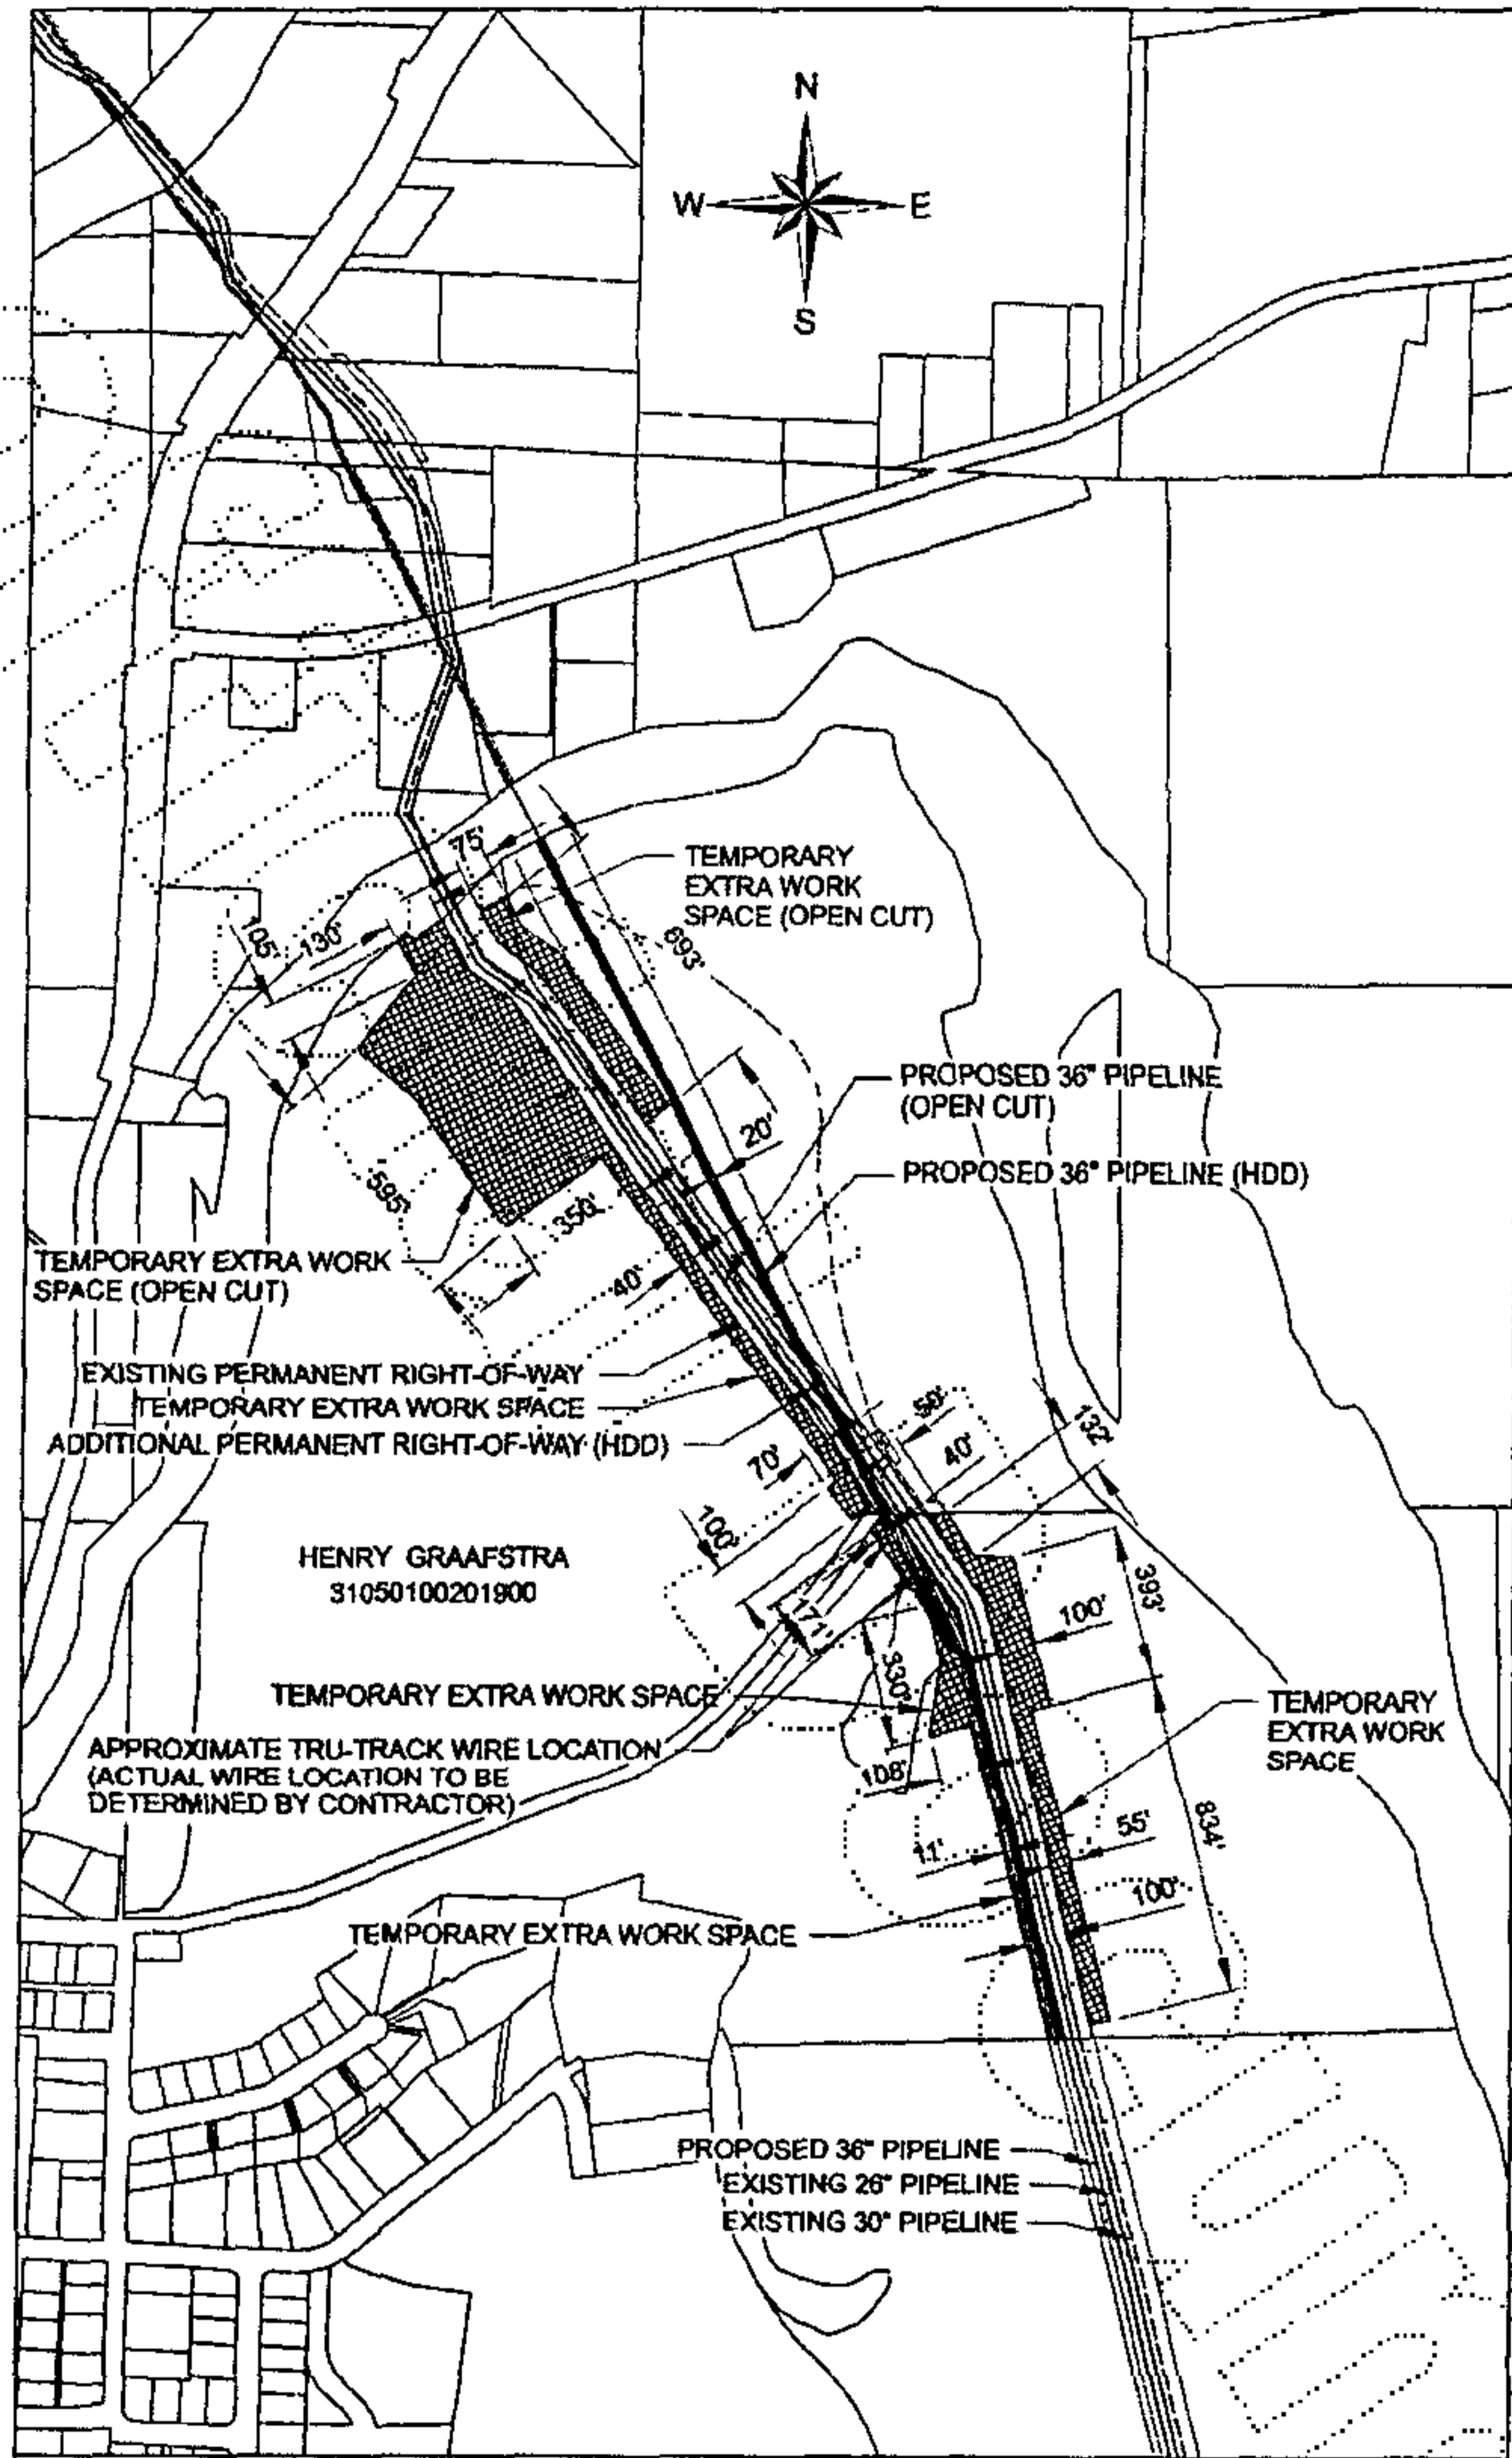 N
W
E
S
75'
TEMPORARY
EXTRA WORK
SPACE (OPEN CUT)
105'
130'
693'
PROPOSED 36" PIPELINE
(OPEN CUT)
20'
PROPOSED 36" PIPELINE (HDD)
595'
350'
TEMPORARY EXTRA WORK
SPACE (OPEN CUT)
40'
EXISTING PERMANENT RIGHT-OF-WAY
TEMPORARY EXTRA WORK SPACE
ADDITIONAL PERMANENT RIGHT-OF-WAY (HDD)
50'
132'
40'
70'
100'
HENRY GRAAFSTRA
31050100201900
393'
171'
100'
330'
TEMPORARY EXTRA WORK SPACE
TEMPORARY
EXTRA WORK
SPACE
APPROXIMATE TRU-TRACK WIRE LOCATION
(ACTUAL WIRE LOCATION TO BE
DETERMINED BY CONTRACTOR)
108'
834'
55'
11'
100'
TEMPORARY EXTRA WORK SPACE
PROPOSED 36" PIPELINE
EXISTING 26" PIPELINE
EXISTING 30" PIPELINE